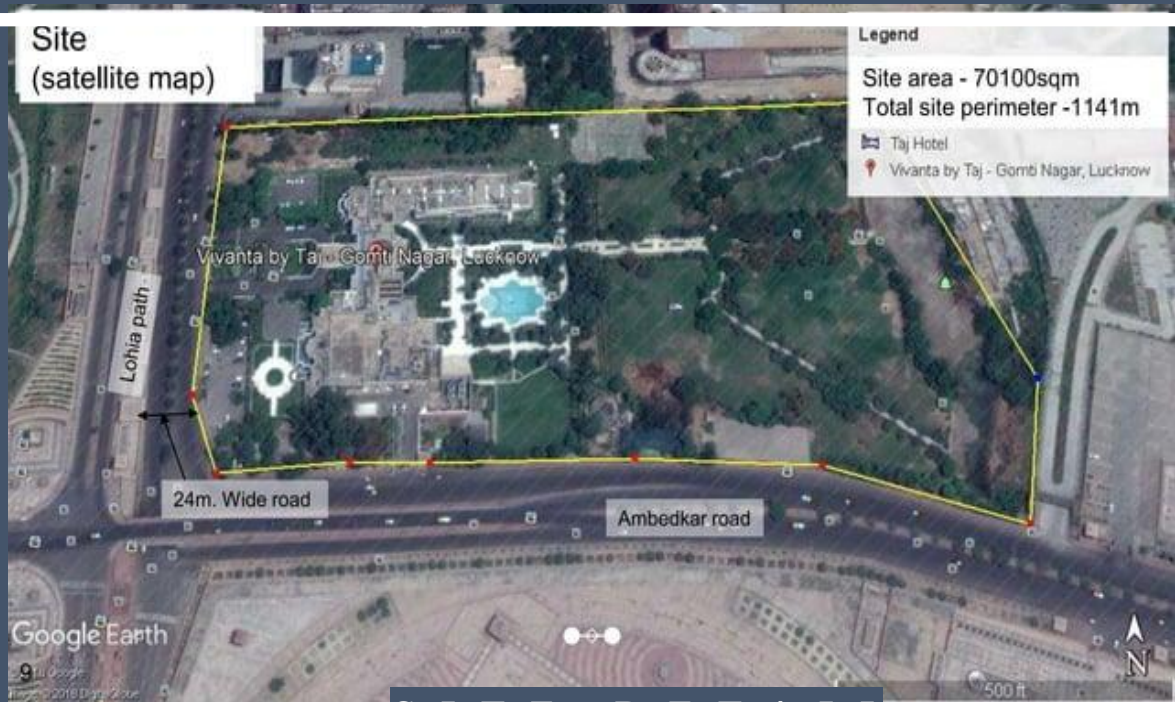 Site
(satellite map)
Legend
Site area - 70100sqm
Total site perimeter -1141m
Taj Hotel
Vivanta by Taj - Gomti Nagar, Lucknow
Vivanta by Taj - Gomti Nagar, Lucknow
Lohia path
24m. Wide road
Ambedkar road
Google Earth
9
N
500 ft